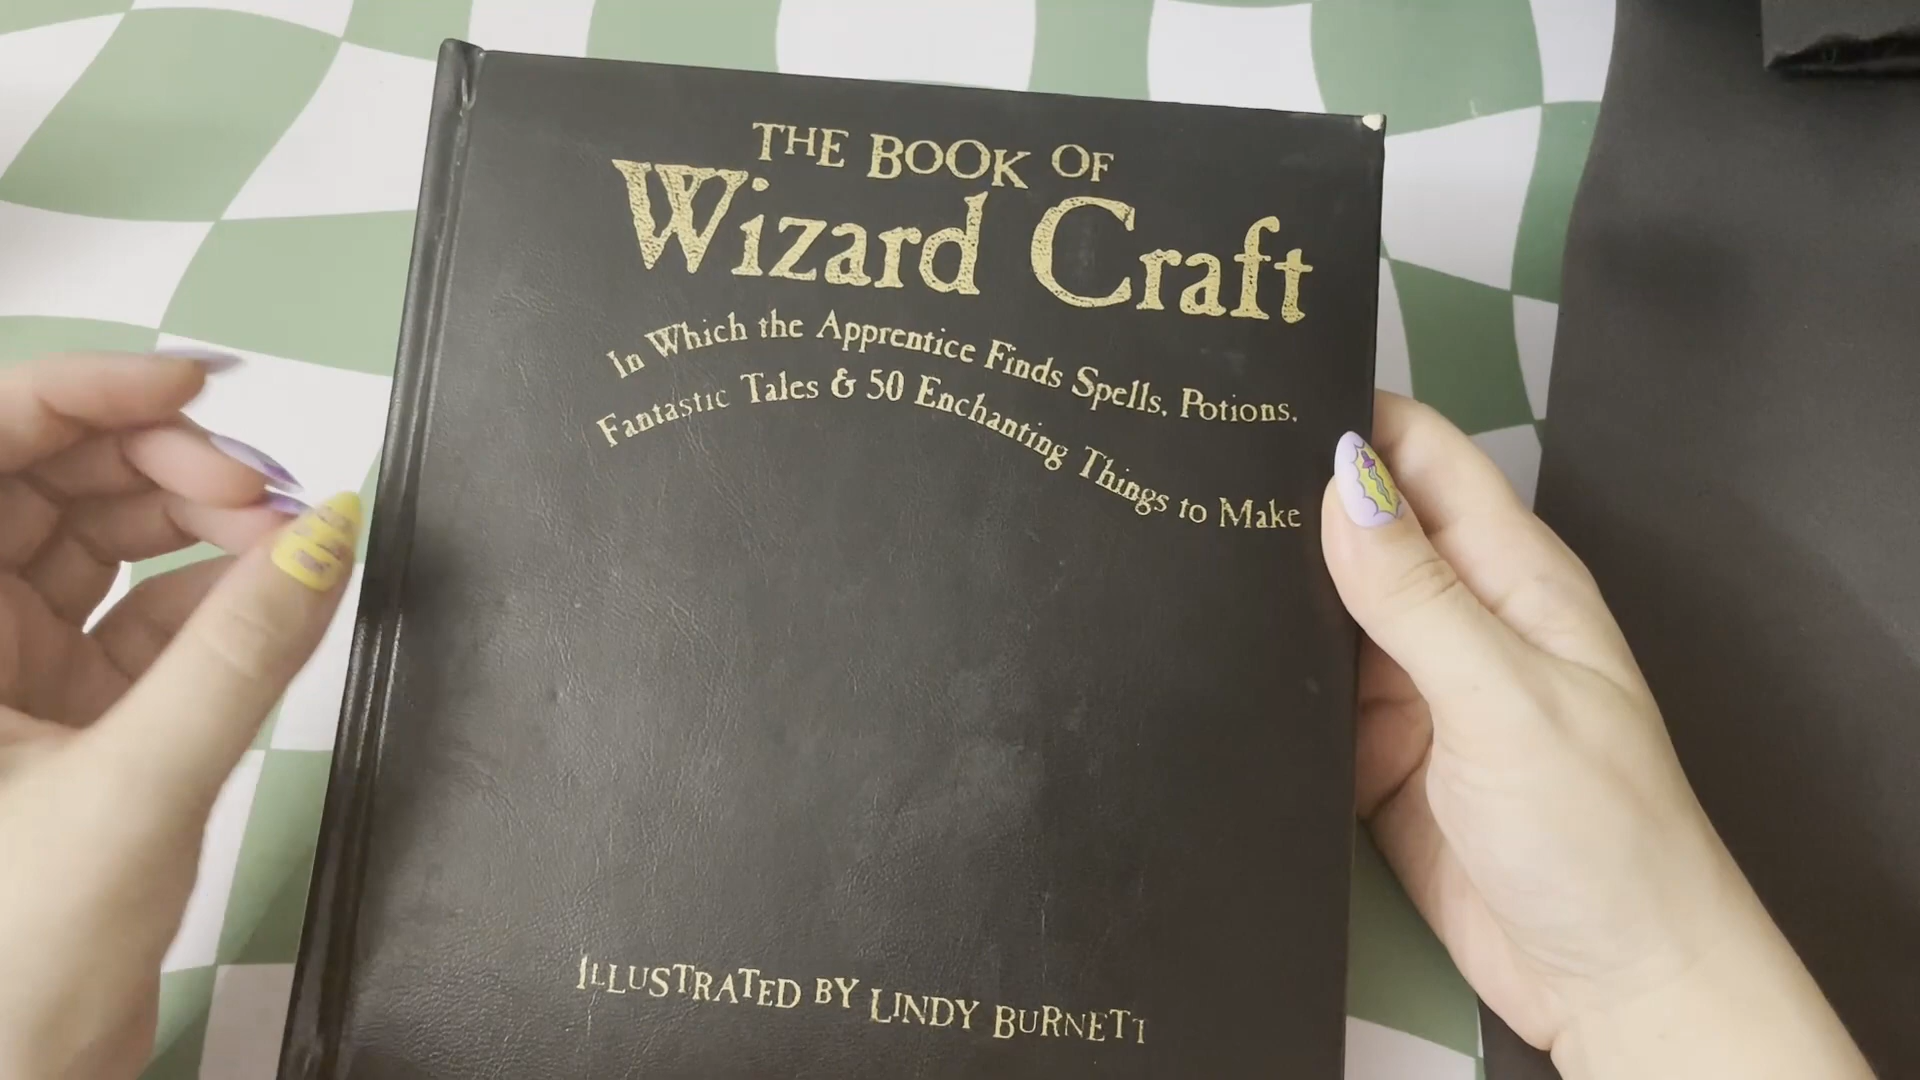 THE BOOK OF
Wizard Craft
In Which the Apprentice Finds Spells, Potions,
Fantastic Tales & 50 Enchanting Things to Make
ILLUSTRATED BY LINDY BURNETT